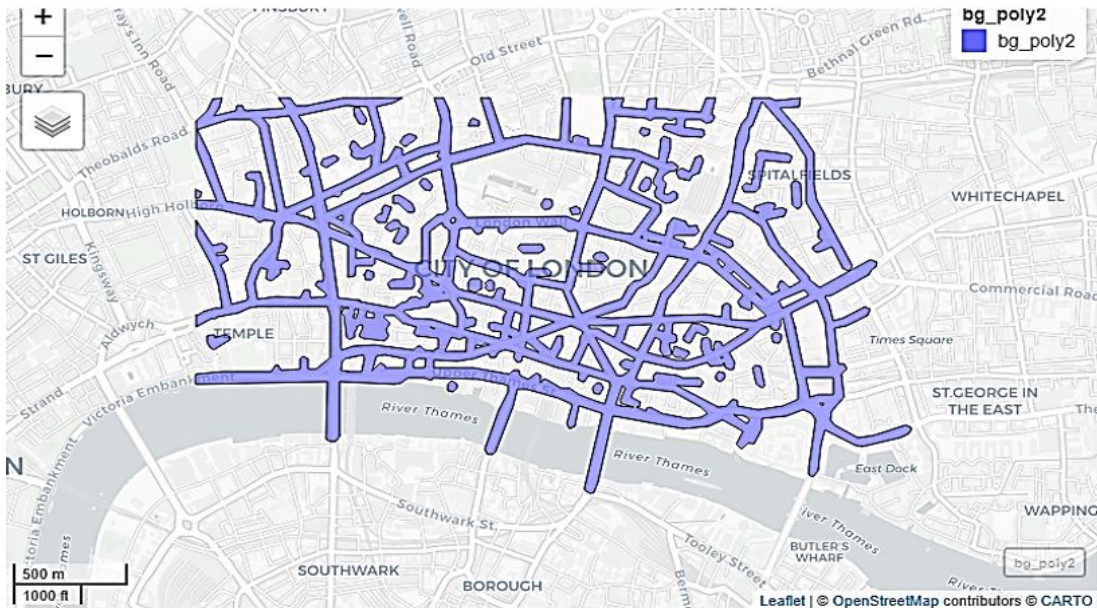 +
−
bg_poly2
bg_poly2
Old Street
Bethnal Green Rd.
Theobalds Road
SPITALFIELDS
WHITECHAPEL
HOLBORN
High Holborn
London Wall
ST GILES
Kingsway
CITY OF LONDON
Commercial Road
Aldwych
TEMPLE
Times Square
Strand
Victoria Embankment
Upper Thames S
ST.GEORGE IN
THE EAST
River Thames
River Thames
East Dock
N
Southwark St.
River Thames
WAPPING
Tooley Street
BUTLER'S
WHARF
bg_poly2
500 m
1000 ft
SOUTHWARK
BOROUGH
Leaflet | © OpenStreetMap contributors © CARTO